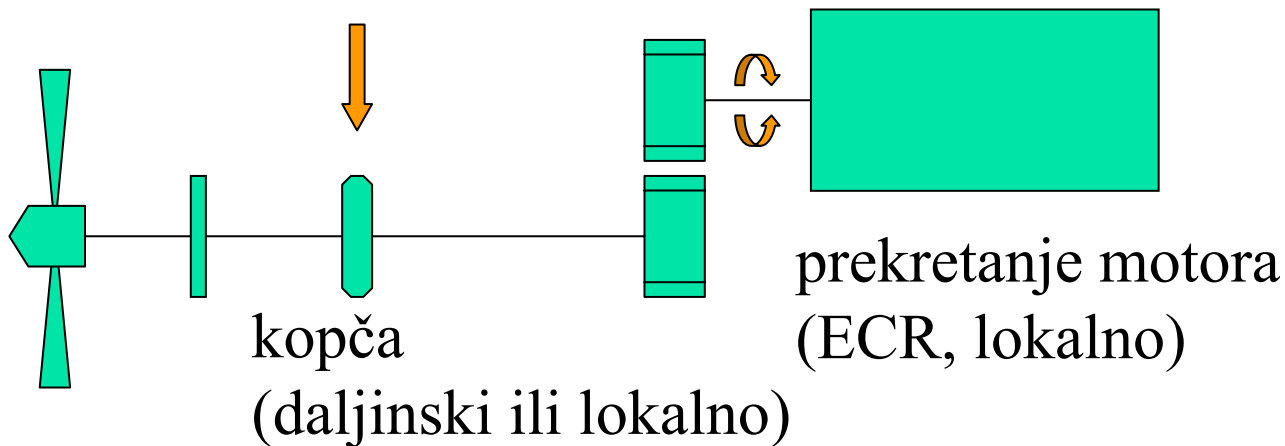 prekretanje motora
(ECR, lokalno)
kopča
(daljinski ili lokalno)